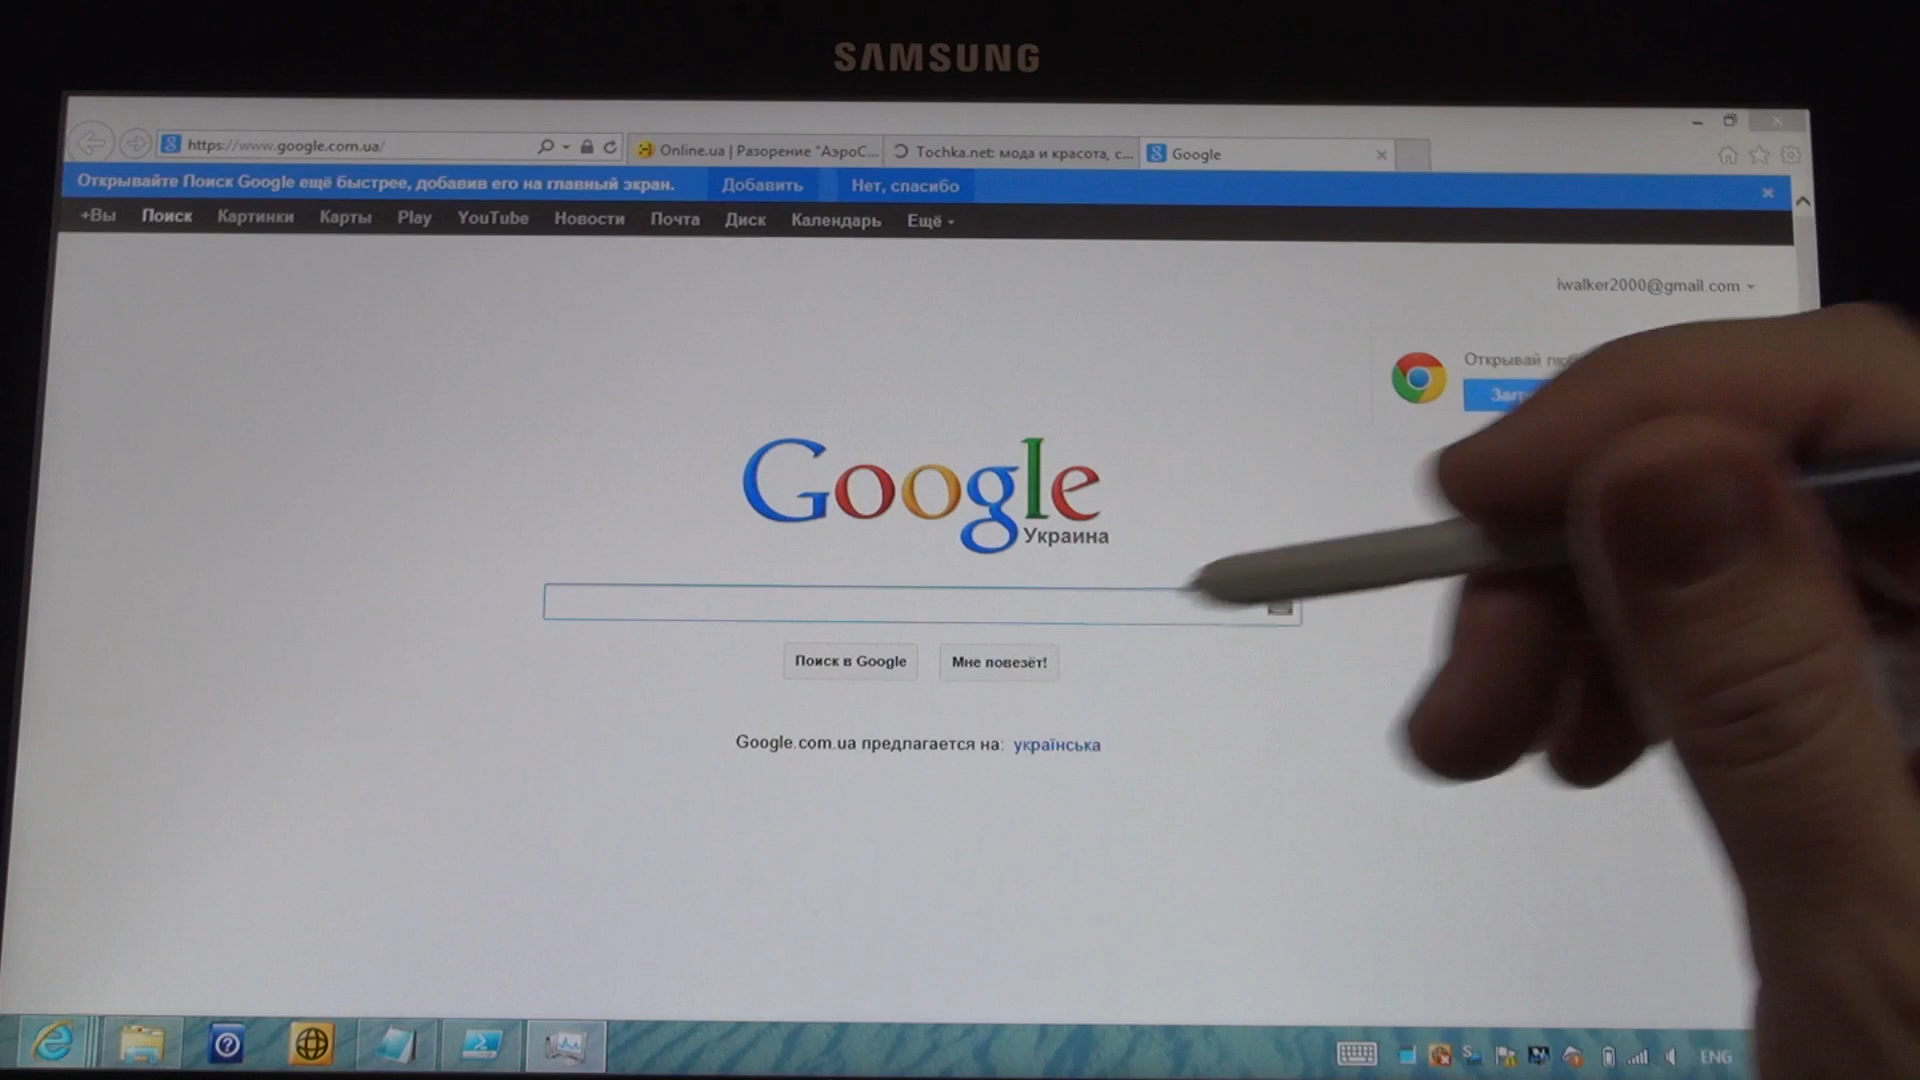 SAMSUNG
https://www.google.com.ua/
Online.ua | Разорение "АэроС...
Tochka.net: мода и красота, с...
Google
Открывайте Поиск Google ещё быстрее, добавив его на главный экран.
Добавить
Нет, спасибо
+Вы Поиск Картинки Карты Play YouTube Новости Почта Диск Календарь Ещё
iwalker2000@gmail.com
Открывай
Google
Украина
Поиск в Google
Мне повезёт!
Google.com.ua предлагается на: українська
ENG